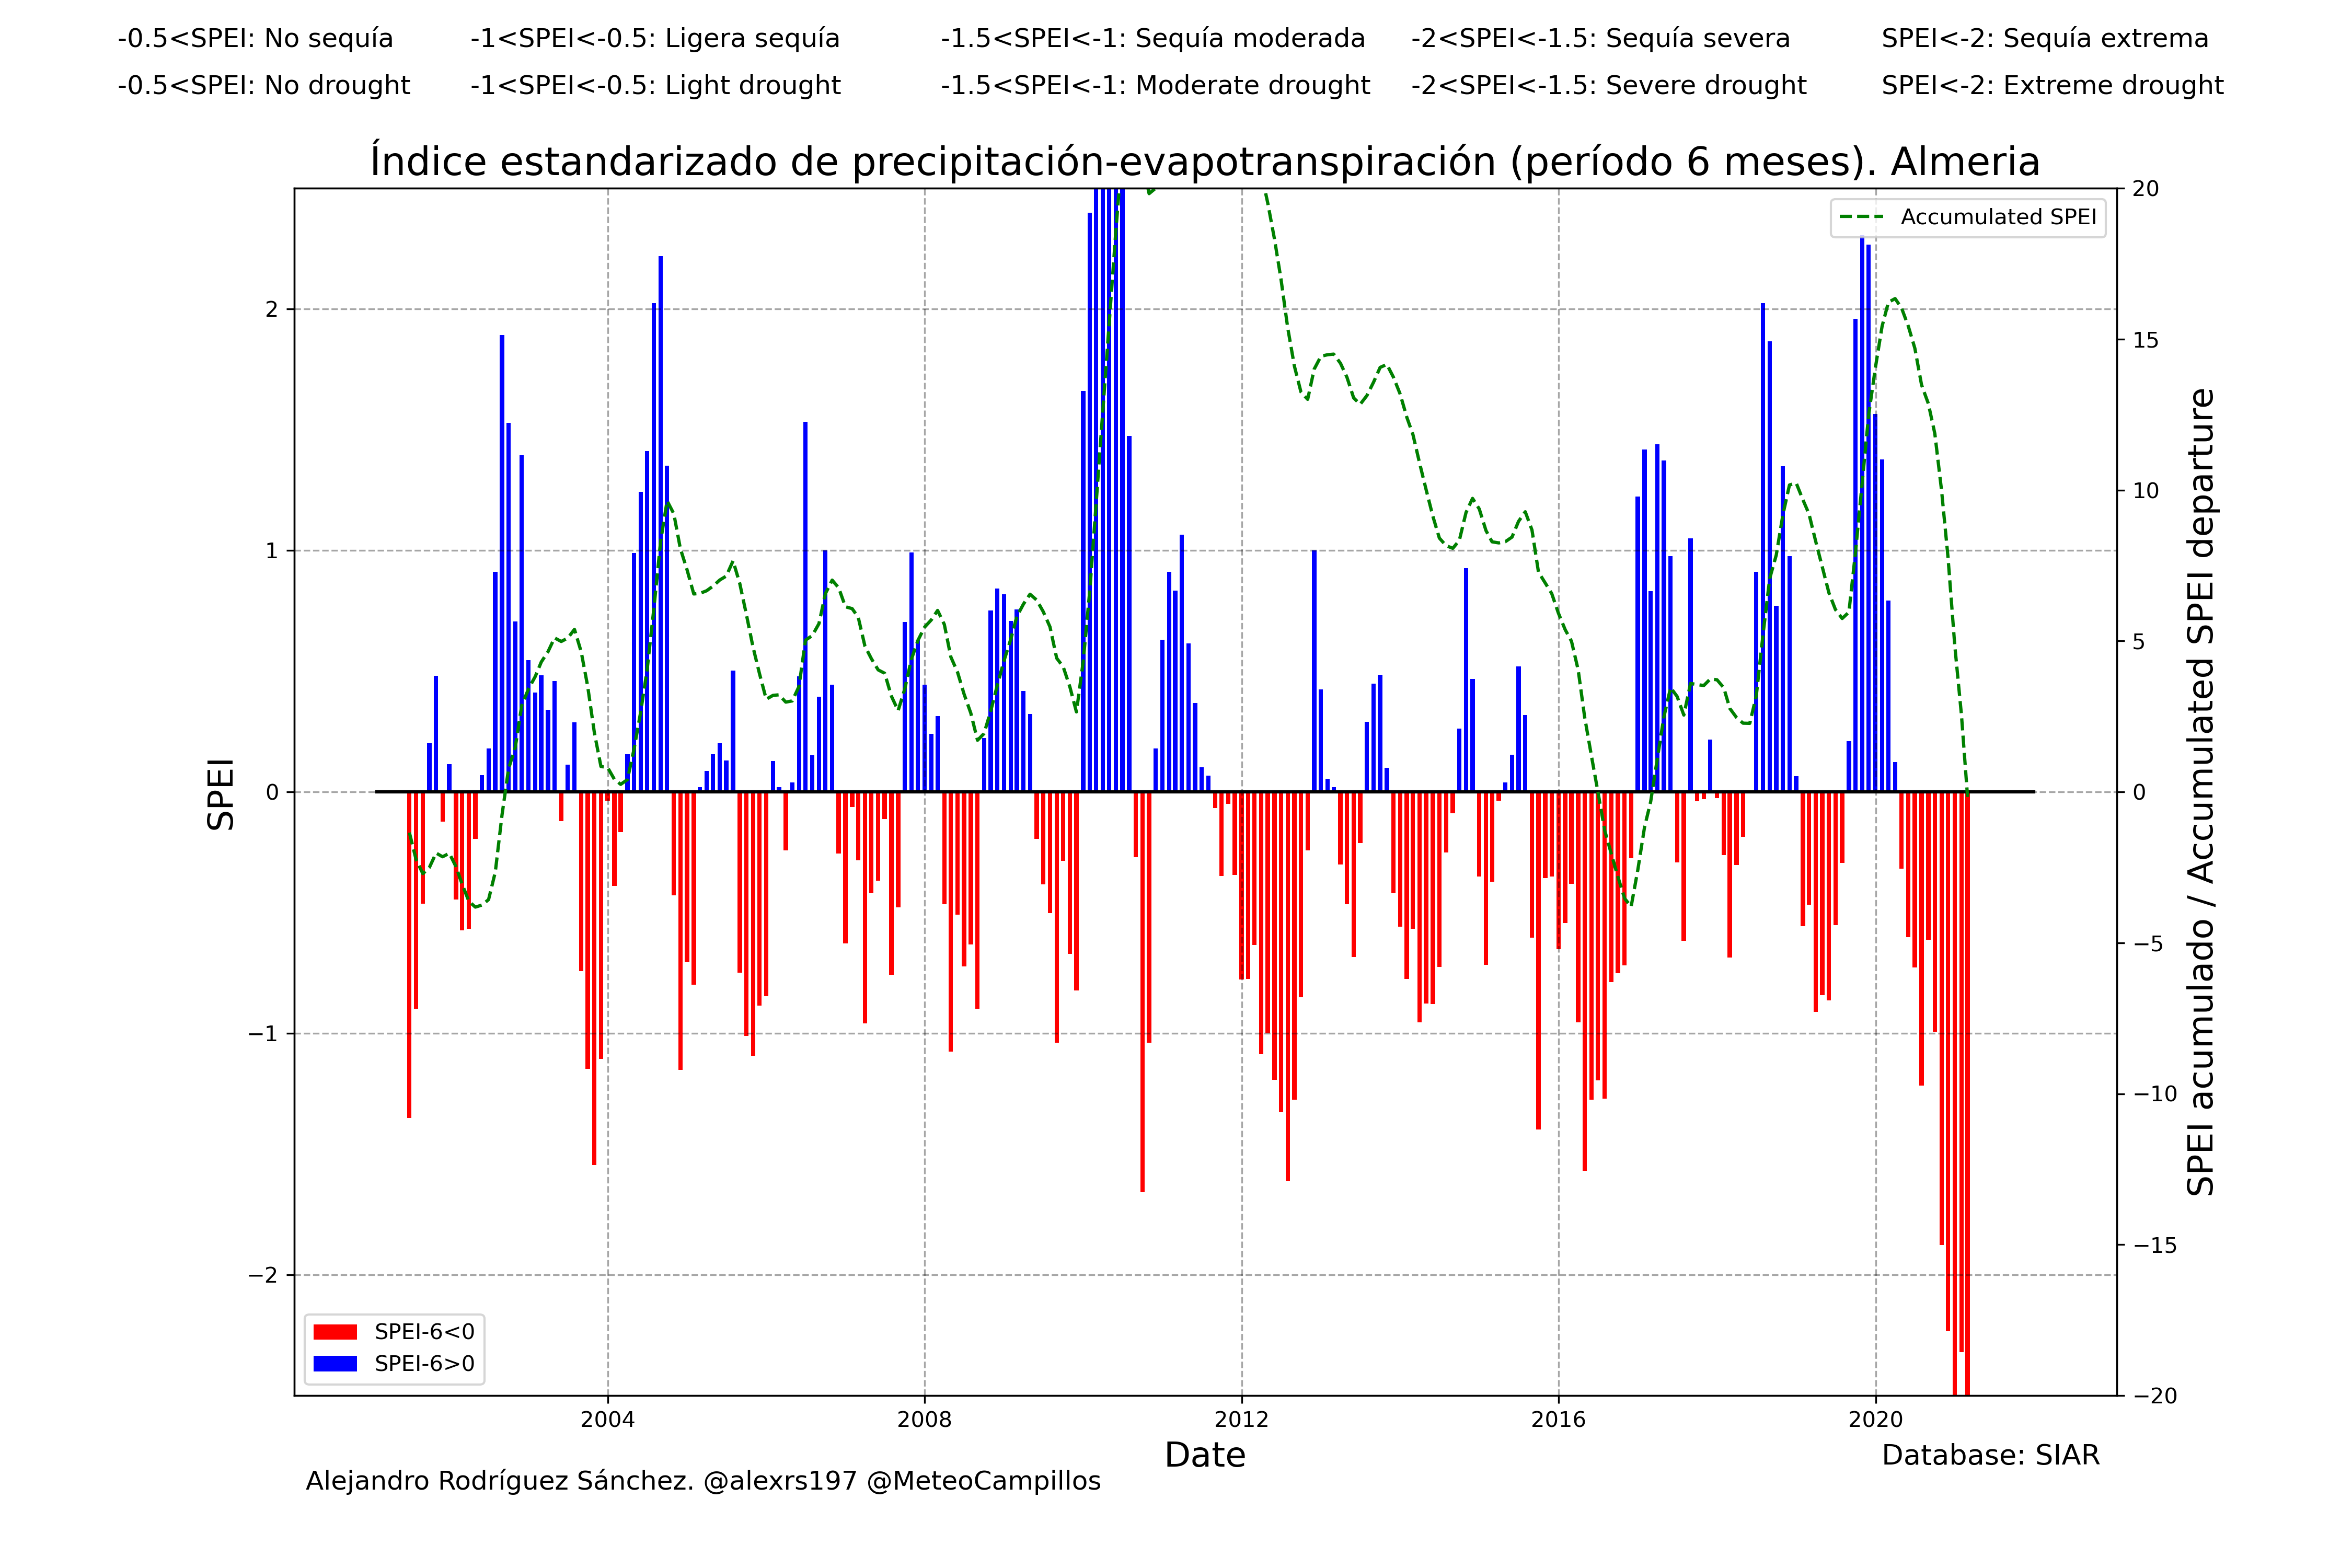 -0.5<SPEI: No sequía
-1<SPEI<-0.5: Ligera sequía
-1.5<SPEI<-1: Sequía moderada
-2<SPEI<-1.5: Sequía severa
SPEI<-2: Sequía extrema
-0.5<SPEI: No drought
-1<SPEI<-0.5: Light drought
-1.5<SPEI<-1: Moderate drought
-2<SPEI<-1.5: Severe drought
SPEI<-2: Extreme drought
Índice estandarizado de precipitación-evapotranspiración (período 6 meses). Almeria
Accumulated SPEI
2
1
0
−1
−2
SPEI
20
15
10
5
0
−5
−10
−15
−20
SPEI acumulado / Accumulated SPEI departure
SPEI-6<0
SPEI-6>0
2004
2008
2012
2016
2020
Date
Database: SIAR
Alejandro Rodríguez Sánchez. @alexrs197 @MeteoCampillos